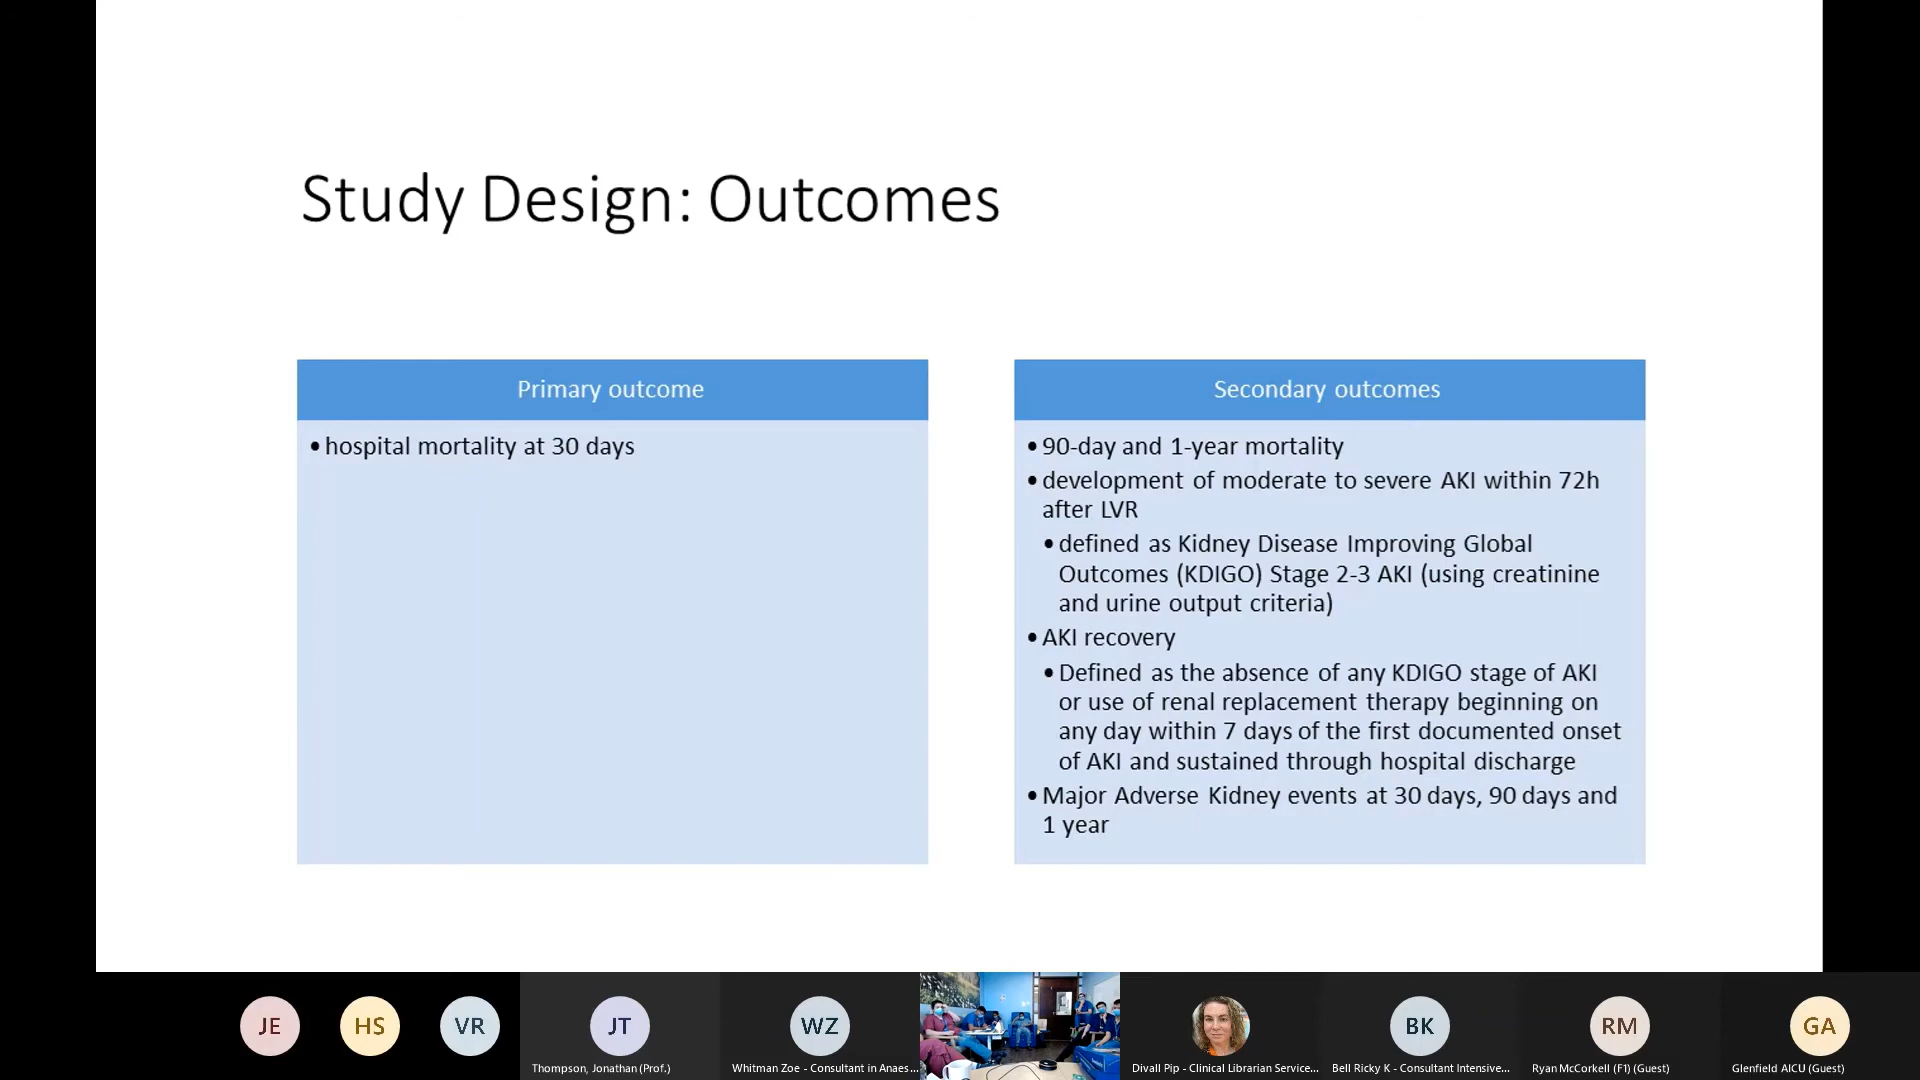 Study Design: Outcomes
Primary outcome
•hospital mortality at 30 days
Secondary outcomes
•90-day and 1-year mortality
•development of moderate to severe AKI within 72h
after LVR
•defined as Kidney Disease Improving Global
Outcomes (KDIGO) Stage 2-3 AKI (using creatinine
and urine output criteria)
•AKI recovery
•Defined as the absence of any KDIGO stage of AKI
or use of renal replacement therapy beginning on
any day within 7 days of the first documented onset
of AKI and sustained through hospital discharge
•Major Adverse Kidney events at 30 days, 90 days and
1 year
JE
HS
VR
JT
WZ
BK
RM
GA
Thompson, Jonathan (Prof.)
Whitman Zoe - Consultant in Anaes...
Divall Pip - Clinical Librarian Service...
Bell Ricky K - Consultant Intensive...
Ryan McCorkell (F1) (Guest)
Glenfield AICU (Guest)